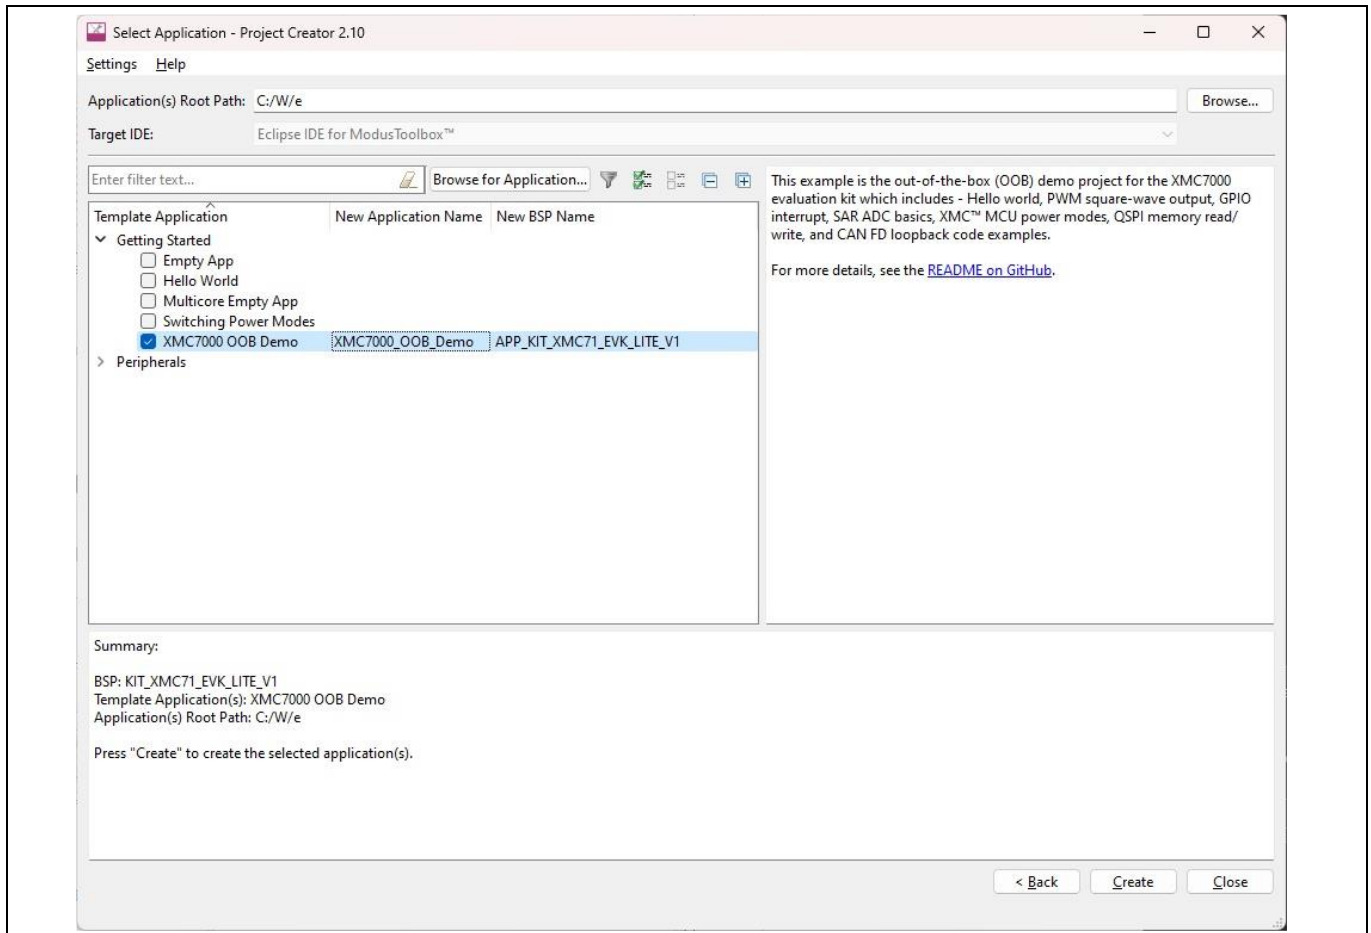 Select Application - Project Creator 2.10
Settings Help
Application(s) Root Path: C:/W/e Browse...
Target IDE: Eclipse IDE for ModusToolbox™
Enter filter text... Browse for Application...
Template Application New Application Name New BSP Name
Getting Started
Empty App
Hello World
Multicore Empty App
Switching Power Modes
XMC7000 OOB Demo XMC7000_OOB_Demo APP_KIT_XMC71_EVK_LITE_V1
Peripherals
This example is the out-of-the-box (OOB) demo project for the XMC7000
evaluation kit which includes - Hello world, PWM square-wave output, GPIO
interrupt, SAR ADC basics, XMC™ MCU power modes, QSPI memory read/
write, and CAN FD loopback code examples.
For more details, see the README on GitHub.
Summary:
BSP: KIT_XMC71_EVK_LITE_V1
Template Application(s): XMC7000 OOB Demo
Application(s) Root Path: C:/W/e
Press "Create" to create the selected application(s).
< Back Create Close